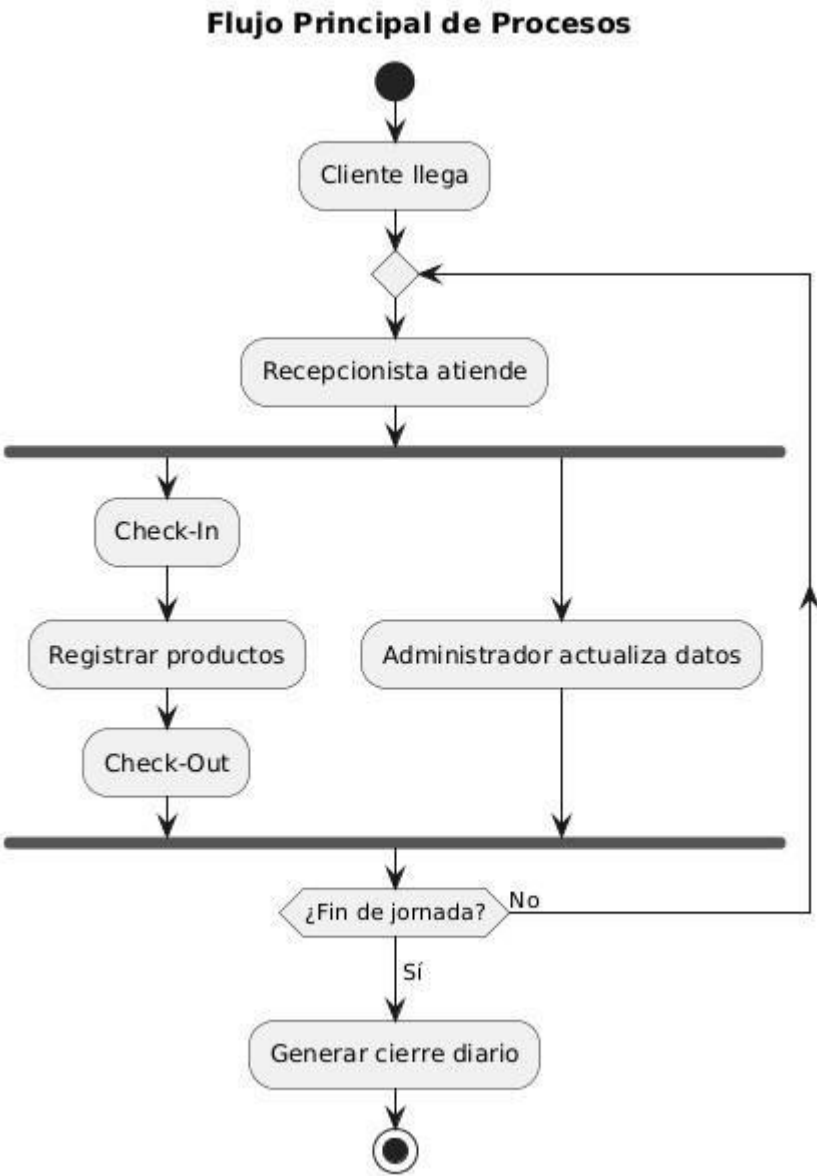 Flujo Principal de Procesos
Cliente llega
Recepcionista atiende
Check-In
Registrar productos
Administrador actualiza datos
Check-Out
¿Fin de jornada?
No
Sí
Generar cierre diario